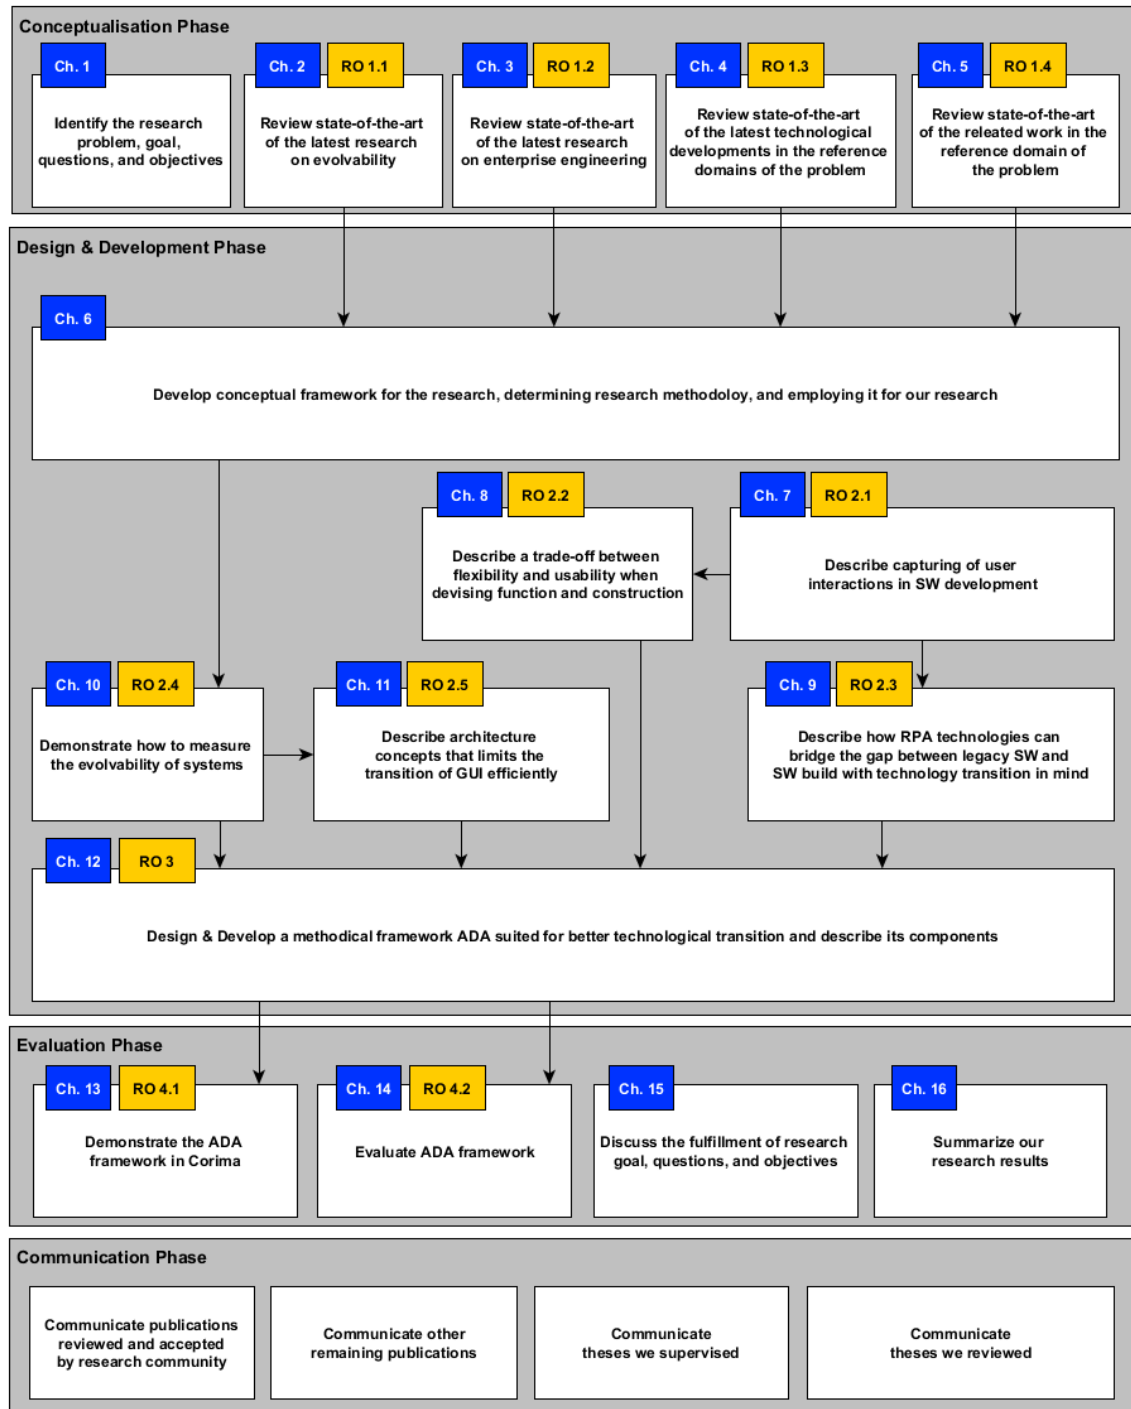 Conceptualisation Phase
Ch. 1
Identify the research
problem, goal,
questions, and objectives
Ch. 2
RO 1.1
Review state-of-the-art
of the latest research
on evolvability
Ch. 3
RO 1.2
Review state-of-the-art
of the latest research
on enterprise engineering
Ch. 4
RO 1.3
Review state-of-the-art
of the latest technological
developments in the reference
domains of the problem
Ch. 5
RO 1.4
Review state-of-the-art
of the releated work in the
reference domain of
the problem
Design & Development Phase
Ch. 6
Develop conceptual framework for the research, determining research methodoloy, and employing it for our research
Ch. 8
RO 2.2
Describe a trade-off between
flexibility and usability when
devising function and construction
Ch. 7
RO 2.1
Describe capturing of user
interactions in SW development
Ch. 10
RO 2.4
Demonstrate how to measure
the evolvability of systems
Ch. 11
RO 2.5
Describe architecture
concepts that limits the
transition of GUI efficiently
Ch. 9
RO 2.3
Describe how RPA technologies can
bridge the gap between legacy SW and
SW build with technology transition in mind
Ch. 12
RO 3
Design & Develop a methodical framework ADA suited for better technological transition and describe its components
Evaluation Phase
Ch. 13
RO 4.1
Demonstrate the ADA
framework in Corima
Ch. 14
RO 4.2
Evaluate ADA framework
Ch. 15
Discuss the fulfillment of research
goal, questions, and objectives
Ch. 16
Summarize our
research results
Communication Phase
Communicate publications
reviewed and accepted
by research community
Communicate other
remaining publications
Communicate
theses we supervised
Communicate
theses we reviewed